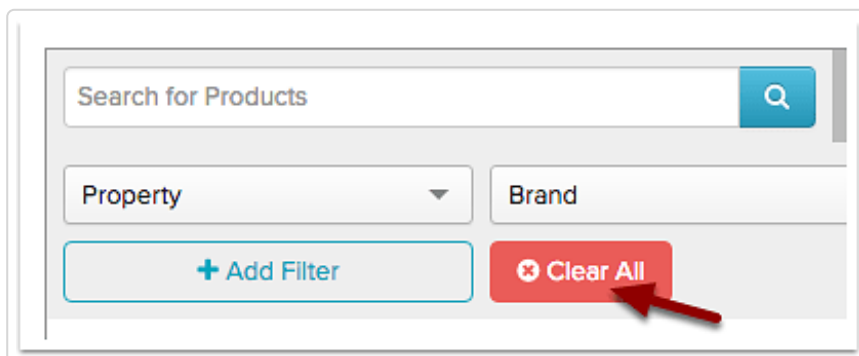 Search for Products
Property
Brand
+ Add Filter
Clear All